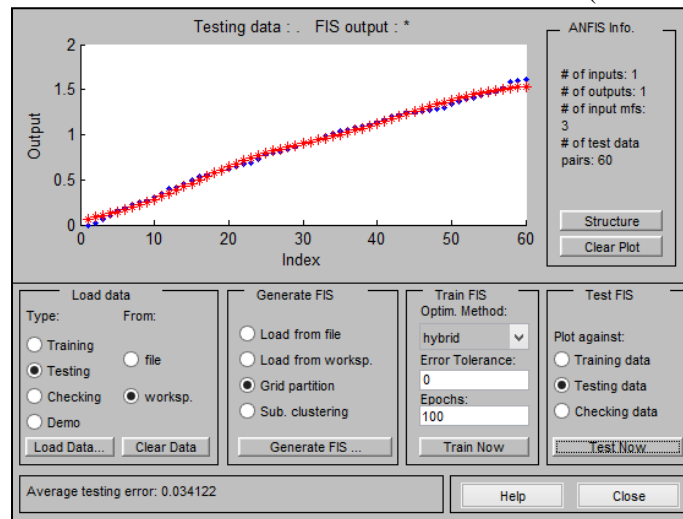 Testing data : .   FIS output : *
2
1.5
1
0.5
0
Output
0 10 20 30 40 50 60
Index
ANFIS Info.
# of inputs: 1
# of outputs: 1
# of input mfs:
3
# of test data
pairs: 60
Structure
Clear Plot
Load data
Type: From:
Training
Testing
Checking
Demo
file
worksp.
Load Data... Clear Data
Generate FIS
Load from file
Load from worksp.
Grid partition
Sub. clustering
Generate FIS ...
Train FIS
Optim. Method:
hybrid
Error Tolerance:
0
Epochs:
100
Train Now
Test FIS
Plot against:
Training data
Testing data
Checking data
Test Now
Average testing error: 0.034122
Help Close